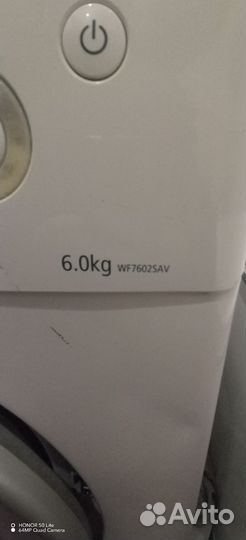 6.0kg WF7602SAV
HONOR 50 Lite
64MP Quad Camera
Avito